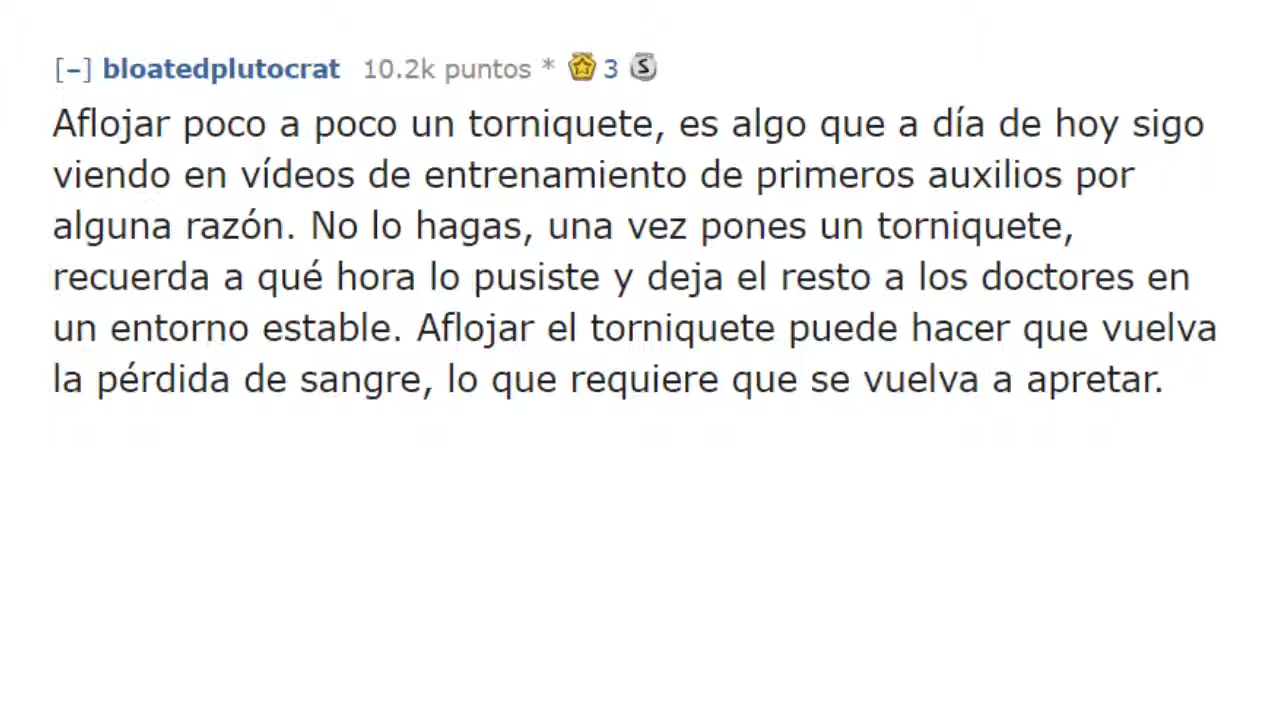 [–] bloatedplutocrat 10.2k puntos * 3 S
Aflojar poco a poco un torniquete, es algo que a día de hoy sigo
viendo en vídeos de entrenamiento de primeros auxilios por
alguna razón. No lo hagas, una vez pones un torniquete,
recuerda a qué hora lo pusiste y deja el resto a los doctores en
un entorno estable. Aflojar el torniquete puede hacer que vuelva
la pérdida de sangre, lo que requiere que se vuelva a apretar.